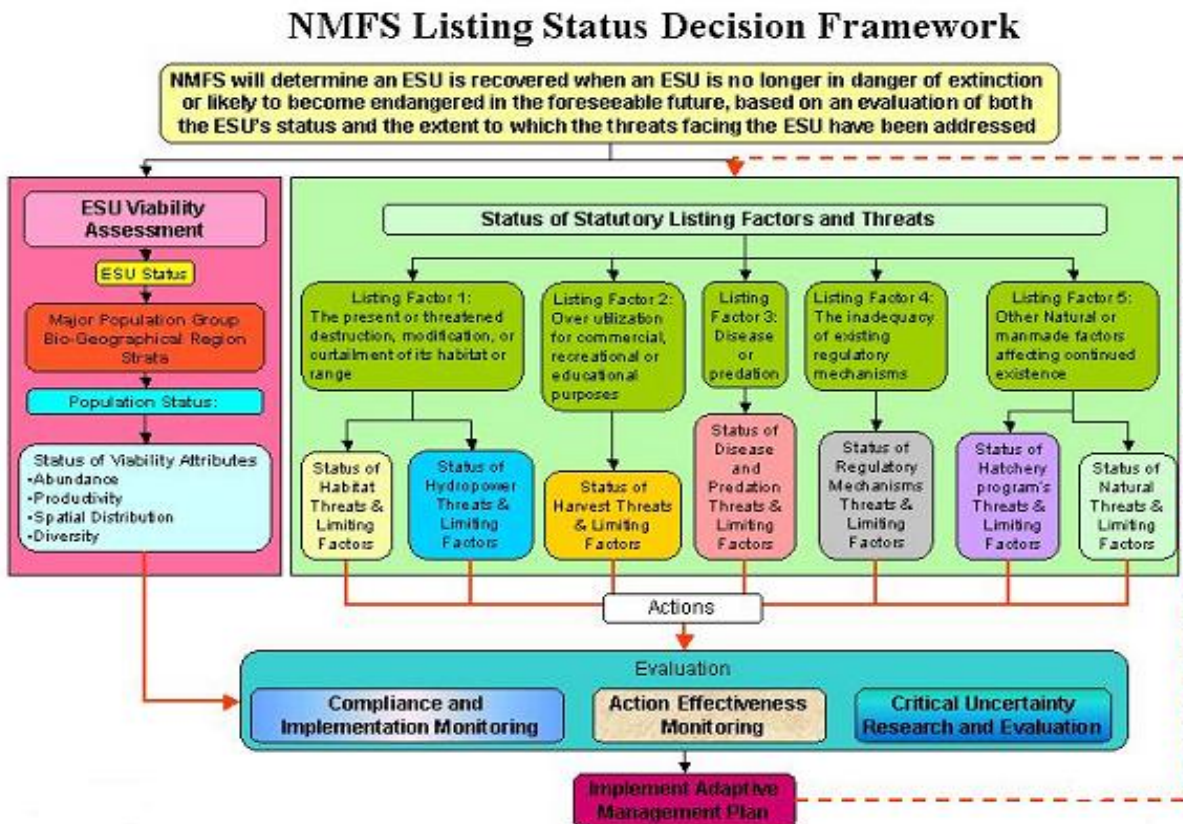 NMFS Listing Status Decision Framework
NMFS will determine an ESU is recovered when an ESU is no longer in danger of extinction
or likely to become endangered in the foreseeable future, based on an evaluation of both
the ESU's status and the extent to which the threats facing the ESU have been addressed
ESU Viability
Assessment
ESU Status
Major Population Group
Bio-Geographical Region
Strata
Population Status:
Status of Viability Attributes
•Abundance
•Productivity
•Spatial Distribution
•Diversity
Status of Statutory Listing Factors and Threats
Listing Factor 1:
The present or threatened
destruction, modification, or
curtailment of its habitat or
range
Listing Factor 2:
Over utilization
for commercial,
recreational or
educational
purposes
Listing
Factor 3:
Disease
or
predation
Listing Factor 4:
The inadequacy
of existing
regulatory
mechanisms
Listing Factor 5:
Other Natural or
manmade factors
affecting continued
existence
Status of
Habitat
Threats &
Limiting
Factors
Status of
Hydropower
Threats &
Limiting
Factors
Status of
Harvest Threats
& Limiting
Factors
Status of
Disease
and
Predation
Threats &
Limiting
Factors
Status of
Regulatory
Mechanisms
Threats &
Limiting
Factors
Status of
Hatchery
program's
Threats &
Limiting
Factors
Status of
Natural
Threats &
Limiting
Factors
Actions
Evaluation
Compliance and
Implementation Monitoring
Action Effectiveness
Monitoring
Critical Uncertainty
Research and Evaluation
Implement Adaptive
Management Plan